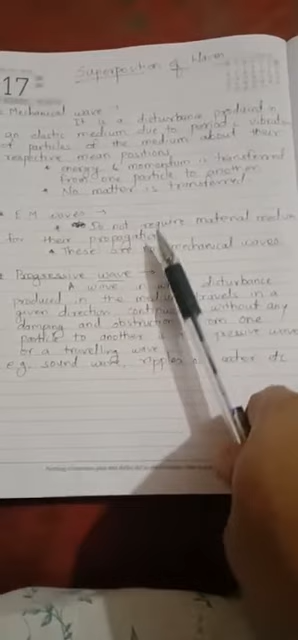 Superposition of Waves
17
Mechanical wave →
It is a disturbance produced in
an elastic medium due to periodic vibration
of particles of the medium about their
respective mean positions
• energy & momentum is transferred
from one particle to another
• No matter is transferred
• E.M waves →
• Do not require material medium
for their propagation
• These are mechanical waves
Progressive wave →
A wave in disturbance
produced in the travels in a
given direction without any
damping and obstruction from one
particle to another wave
or a travelling wave
e.g. sound wave, ripples water etc